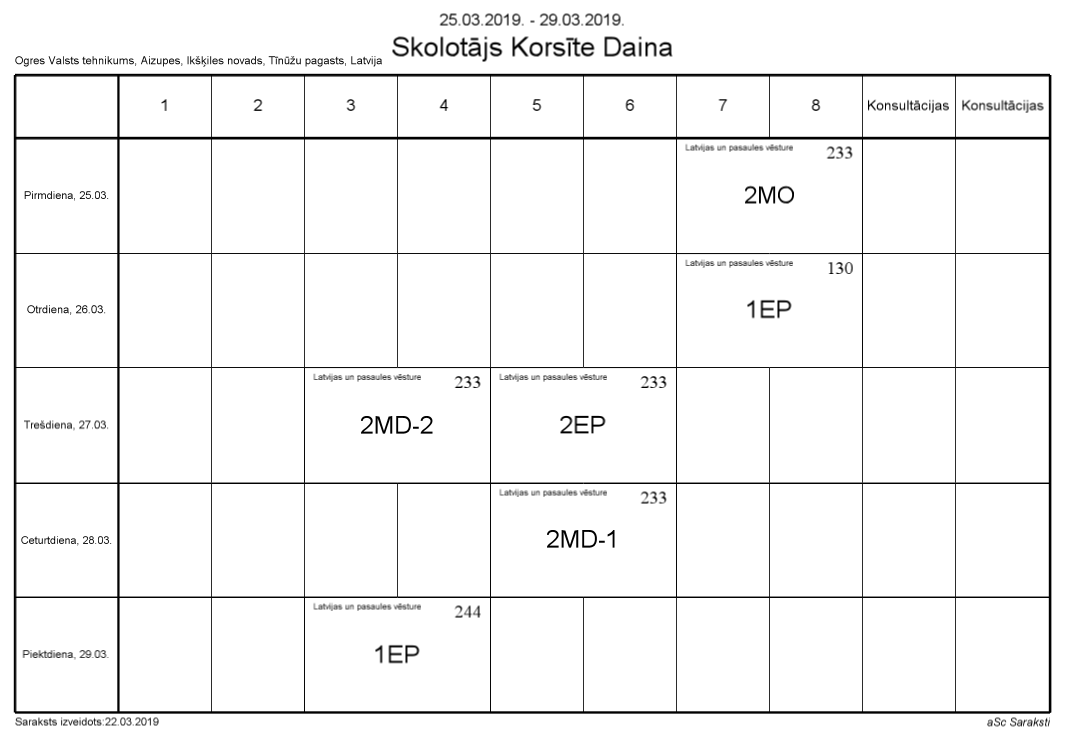 25.03.2019. - 29.03.2019.
Skolotājs Korsīte Daina
Ogres Valsts tehnikums, Aizupes, Ikšķiles novads, Tīnūžu pagasts, Latvija
1 2 3 4 5 6 7 8 Konsultācijas Konsultācijas
Latvijas un pasaules vēsture 233
Pirmdiena, 25.03. 2MO
Latvijas un pasaules vēsture 130
Otrdiena, 26.03. 1EP
Latvijas un pasaules vēsture 233 Latvijas un pasaules vēsture 233
Trešdiena, 27.03. 2MD-2 2EP
Latvijas un pasaules vēsture 233
Ceturtdiena, 28.03. 2MD-1
Latvijas un pasaules vēsture 244
Piektdiena, 29.03. 1EP
Saraksts izveidots:22.03.2019 aSc Saraksti